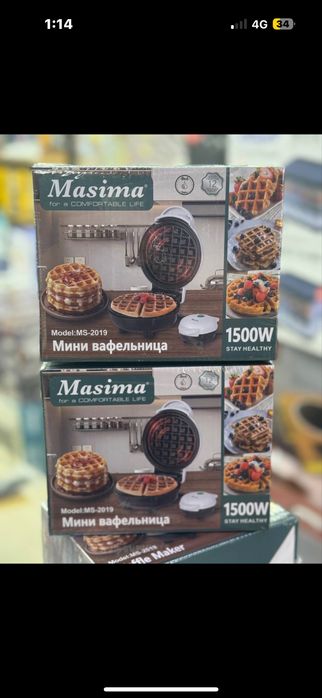 1:14
4G
34
Masima®
for a COMFORTABLE LIFE
12
Model:MS-2019
Мини вафельница
1500W
STAY HEALTHY
Masima®
for a COMFORTABLE LIFE
Model:MS-2019
Мини вафельница
1500W
STAY HEALTHY
Model:MS-2019
ffle Maker